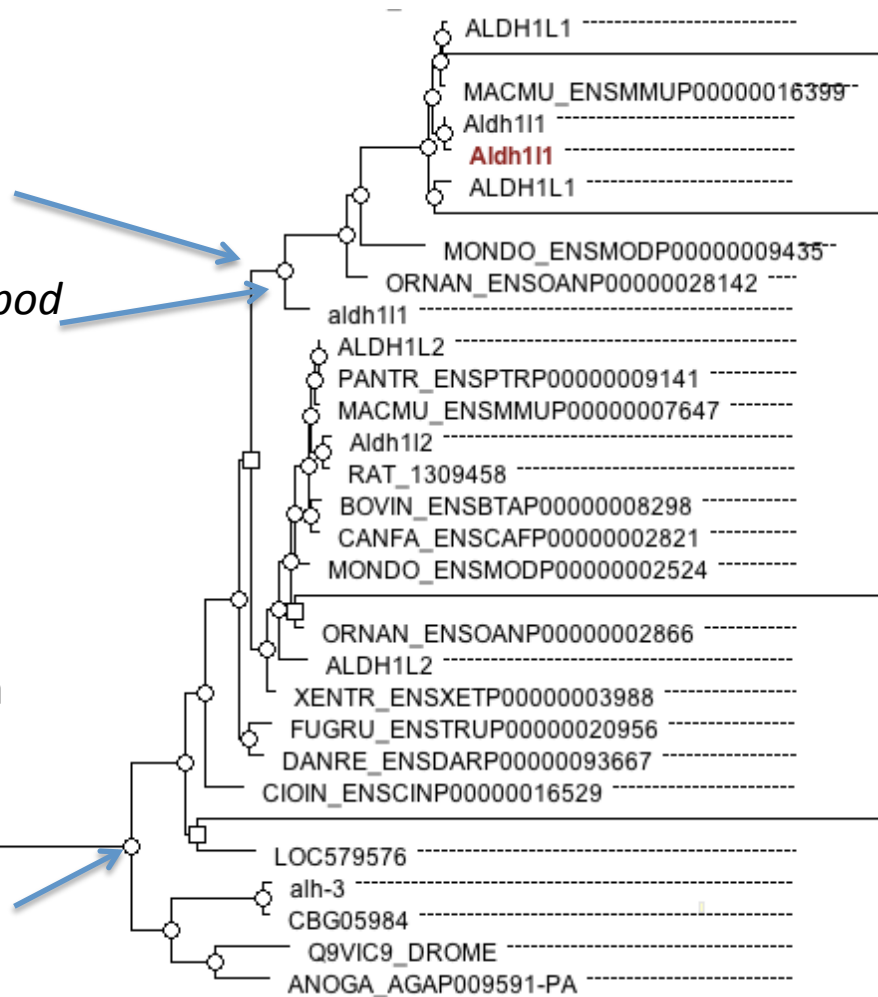 ALDH1L1
MACMU_ENSMMUP00000016399
Aldh1l1
Aldh1l1
ALDH1L1
MONDO_ENSMODP00000009435
ORNAN_ENSOANP00000028142
pod
aldh1l1
ALDH1L2
PANTR_ENSPTRP00000009141
MACMU_ENSMMUP00000007647
Aldh1l2
RAT_1309458
BOVIN_ENSBTAP00000008298
CANFA_ENSCAFP00000002821
MONDO_ENSMODP00000002524
ORNAN_ENSOANP00000002866
ALDH1L2
XENTR_ENSXETP00000003988
FUGRU_ENSTRUP00000020956
DANRE_ENSDARP00000093667
CIOIN_ENSCINP00000016529
LOC579576
alh-3
CBG05984
Q9VIC9_DROME
ANOGA_AGAP009591-PA